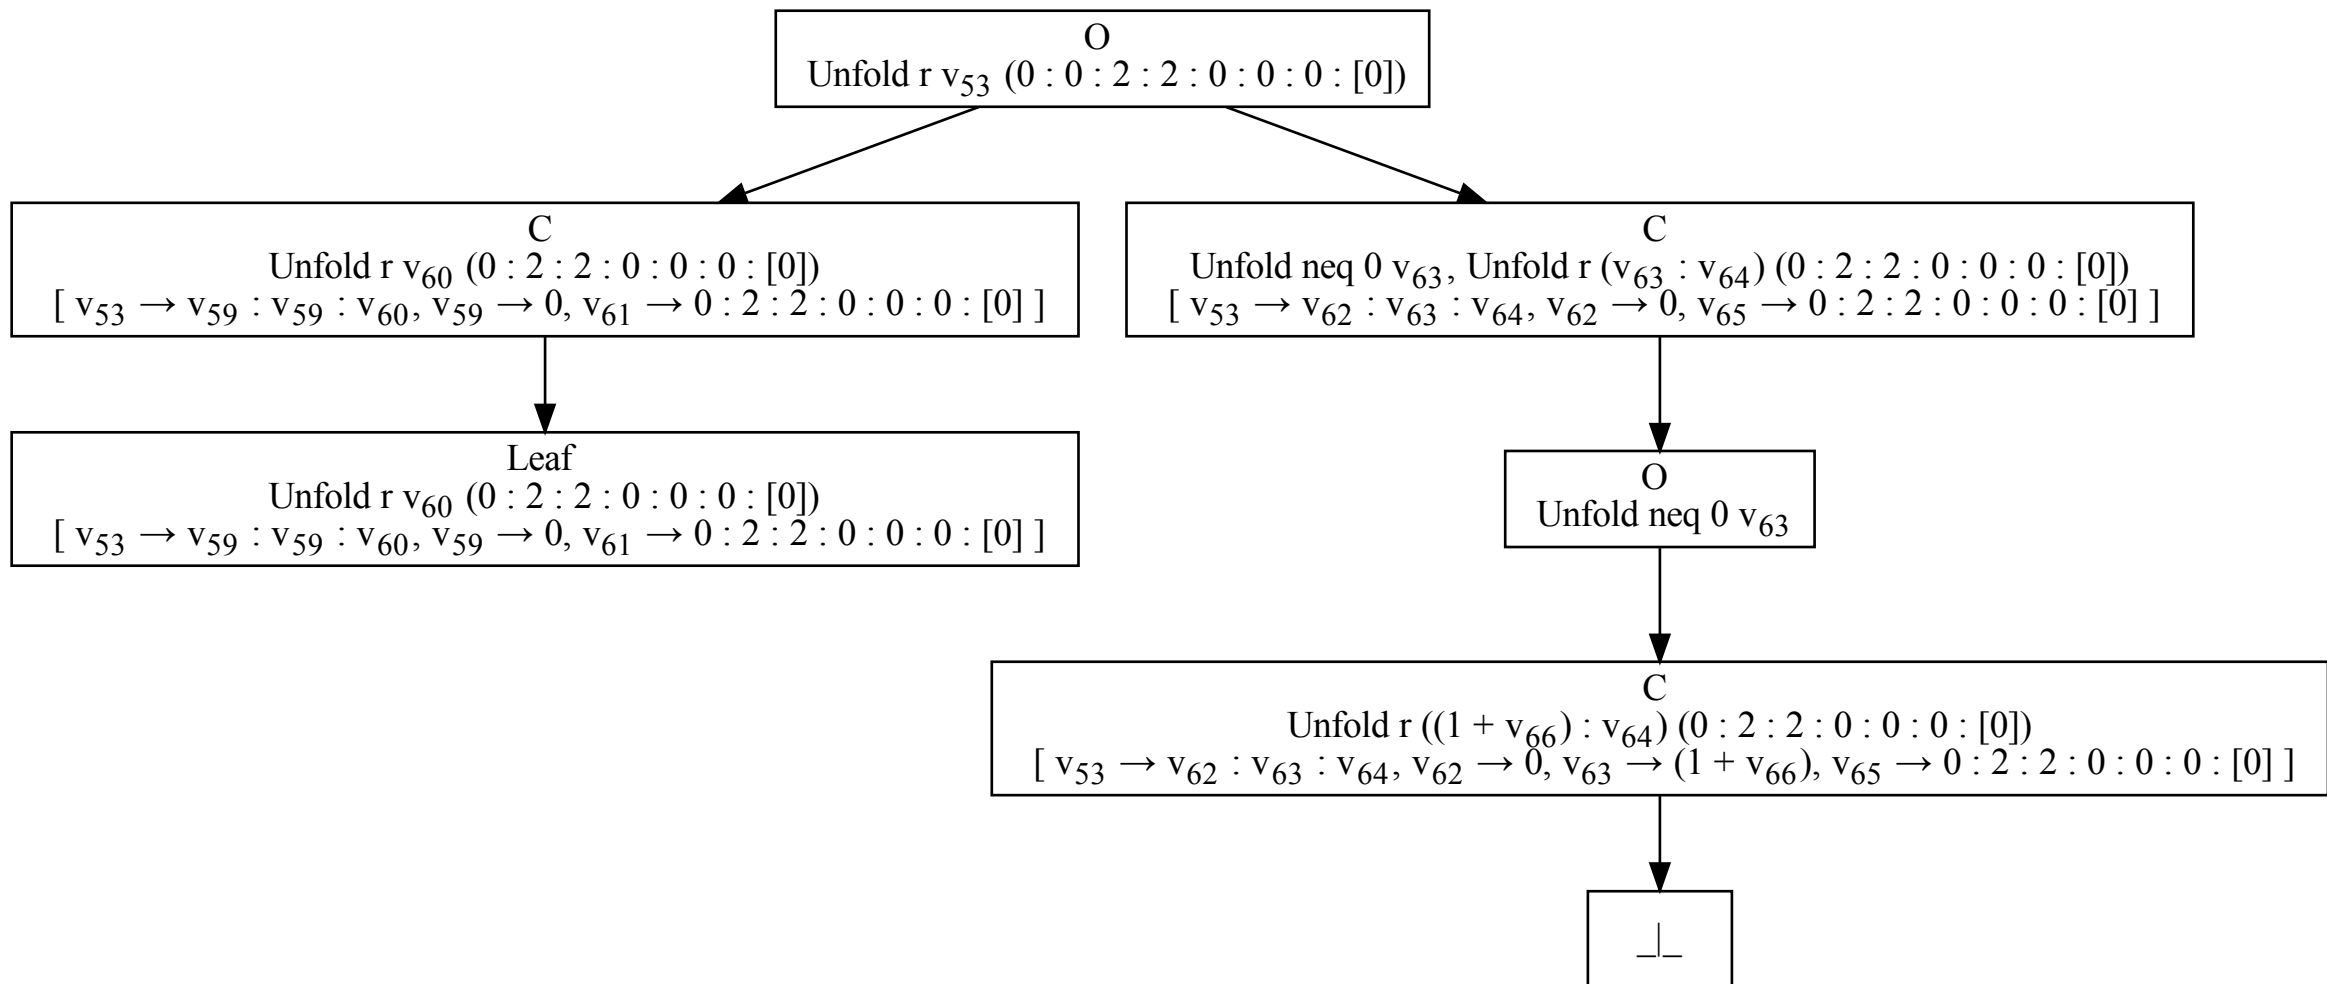 O
Unfold r v₅₃ (0 : 0 : 2 : 2 : 0 : 0 : 0 : [0])
C
Unfold r v₆₀ (0 : 2 : 2 : 0 : 0 : 0 : [0])
[ v₅₃ → v₅₉ : v₅₉ : v₆₀, v₅₉ → 0, v₆₁ → 0 : 2 : 2 : 0 : 0 : 0 : [0] ]
C
Unfold neq 0 v₆₃, Unfold r (v₆₃ : v₆₄) (0 : 2 : 2 : 0 : 0 : 0 : [0])
[ v₅₃ → v₆₂ : v₆₃ : v₆₄, v₆₂ → 0, v₆₅ → 0 : 2 : 2 : 0 : 0 : 0 : [0] ]
Leaf
Unfold r v₆₀ (0 : 2 : 2 : 0 : 0 : 0 : [0])
[ v₅₃ → v₅₉ : v₅₉ : v₆₀, v₅₉ → 0, v₆₁ → 0 : 2 : 2 : 0 : 0 : 0 : [0] ]
O
Unfold neq 0 v₆₃
C
Unfold r ((1 + v₆₆) : v₆₄) (0 : 2 : 2 : 0 : 0 : 0 : [0])
[ v₅₃ → v₆₂ : v₆₃ : v₆₄, v₆₂ → 0, v₆₃ → (1 + v₆₆), v₆₅ → 0 : 2 : 2 : 0 : 0 : 0 : [0] ]
_|_